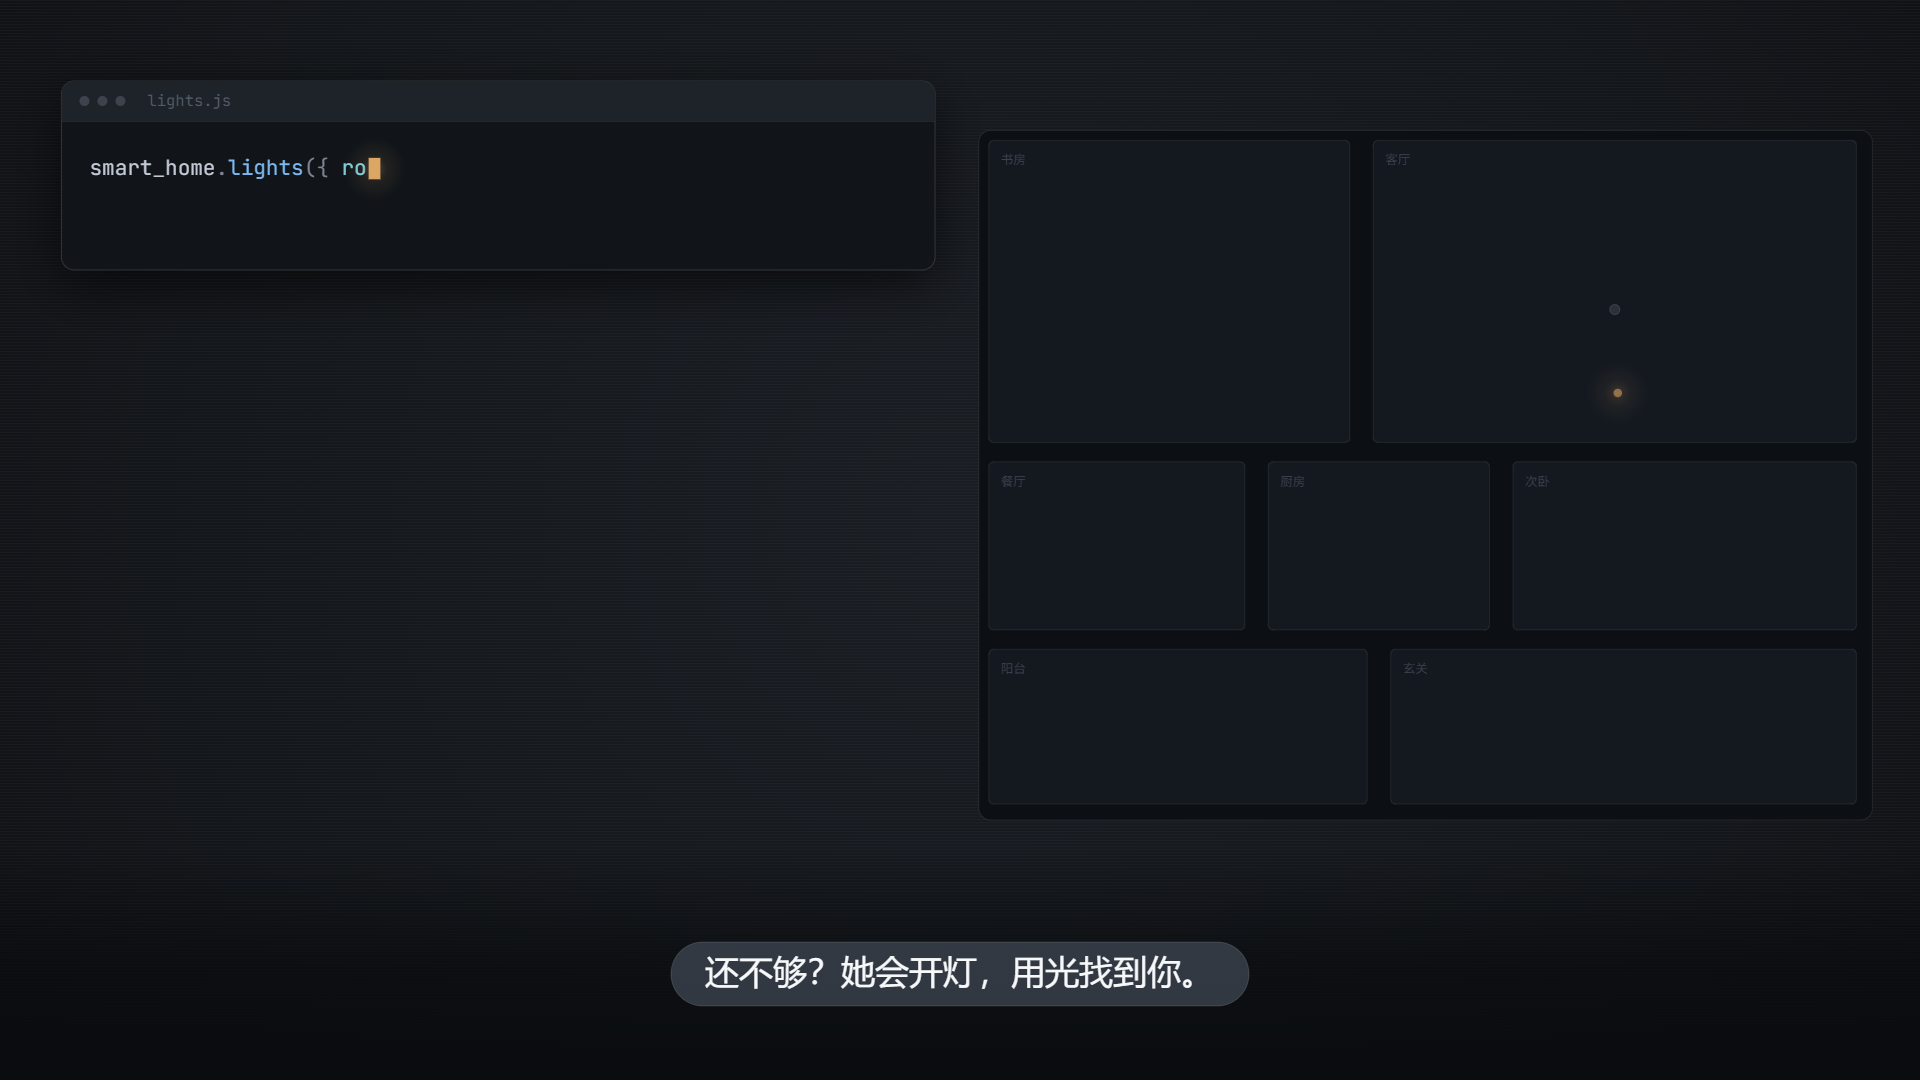 lights.js
smart_home.lights({ ro
书房
客厅
餐厅
厨房
次卧
阳台
玄关
还不够？她会开灯，用光找到你。